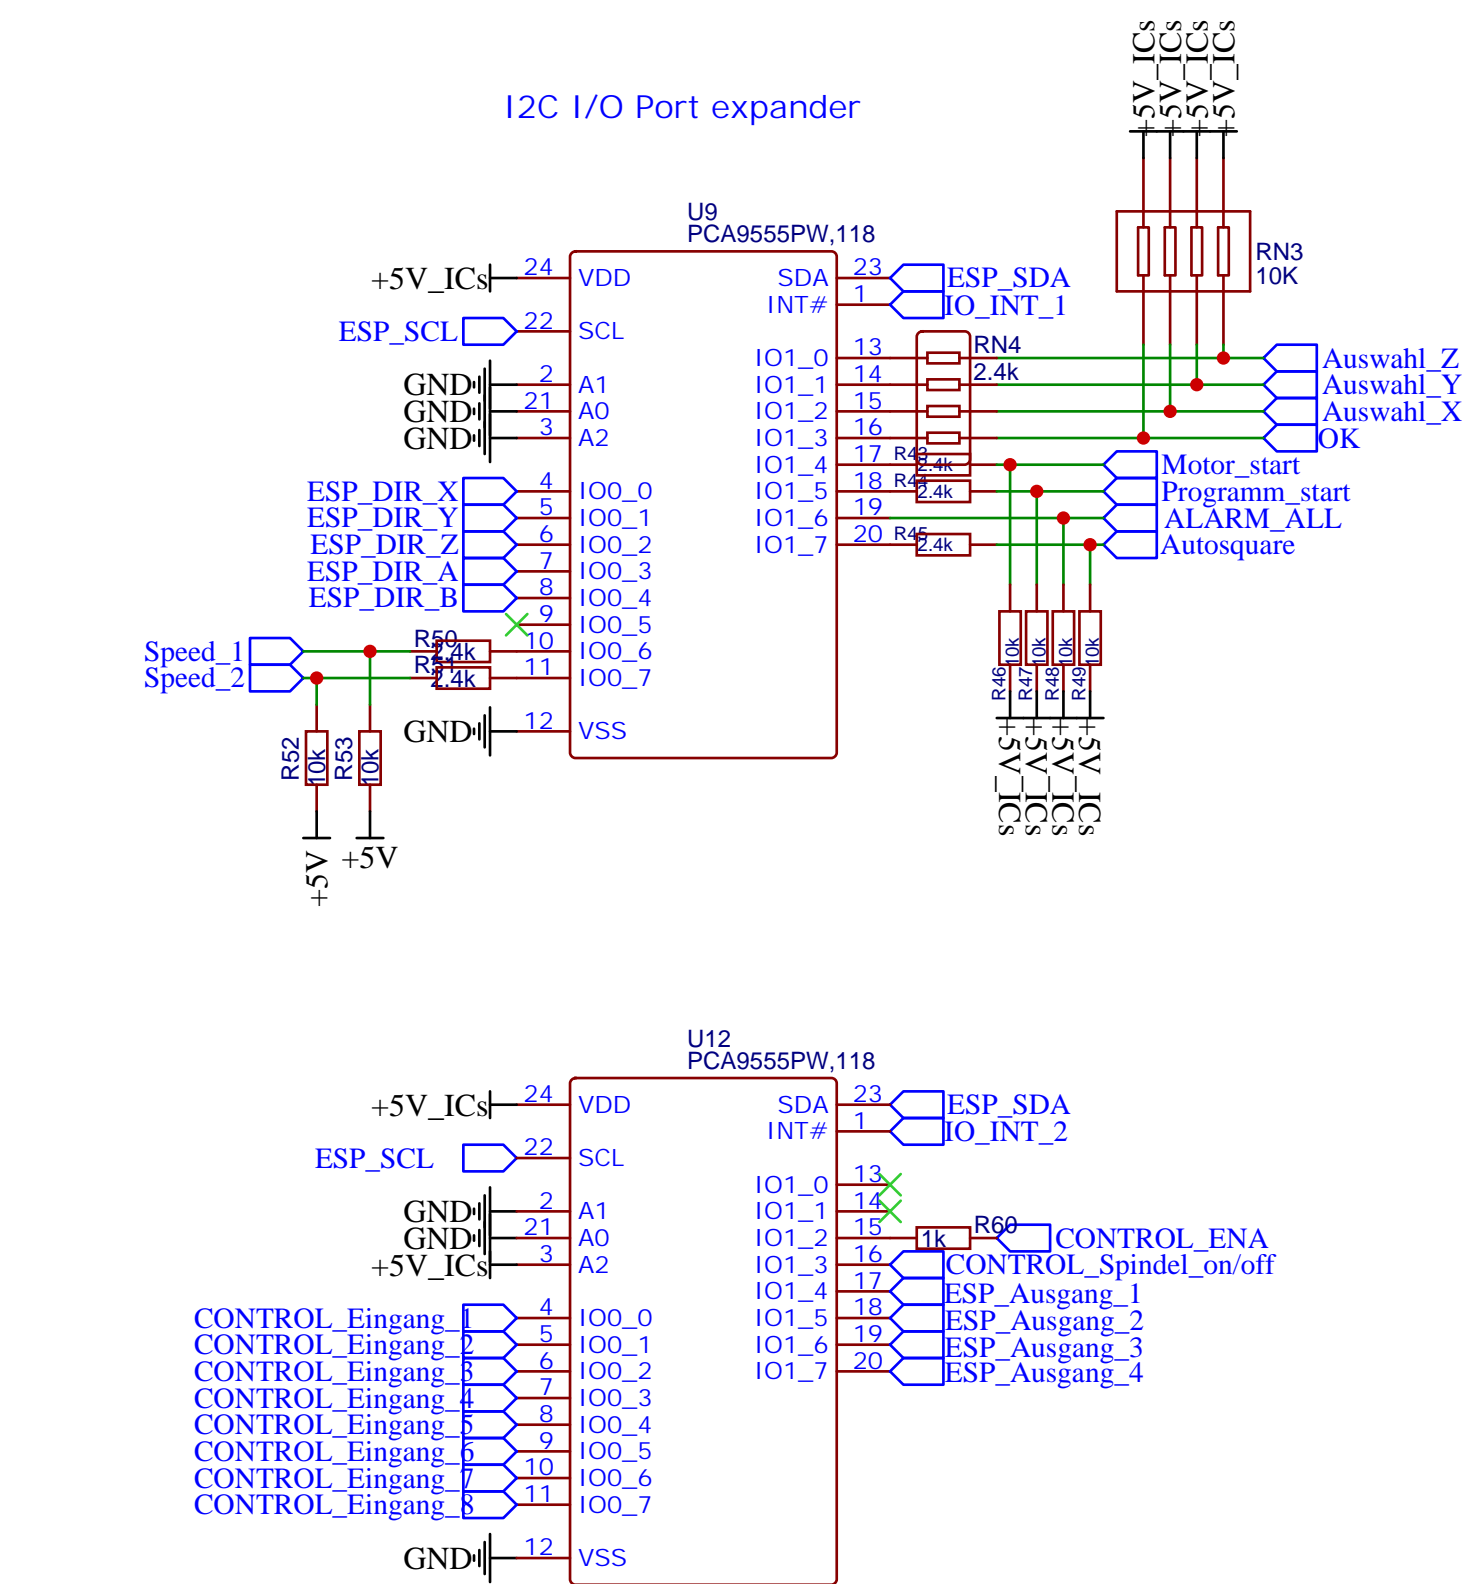 +5V_ICs
+5V_ICs
+5V_ICs
+5V_ICs
I2C I/O Port expander
U9
PCA9555PW,118
RN3
10K
+5V_ICs 24 VDD SDA 23 ESP_SDA
INT# 1 IO_INT_1
ESP_SCL 22 SCL
RN4
2.4k
IO1_0 13 Auswahl_Z
GND 2 A1 IO1_1 14 Auswahl_Y
GND 21 A0 IO1_2 15 Auswahl_X
GND 3 A2 IO1_3 16 OK
IO1_4 17 R43 2.4k Motor_start
ESP_DIR_X 4 IO0_0 IO1_5 18 R44 2.4k Programm_start
ESP_DIR_Y 5 IO0_1 IO1_6 19 ALARM_ALL
ESP_DIR_Z 6 IO0_2 IO1_7 20 R45 2.4k Autosquare
ESP_DIR_A 7 IO0_3
ESP_DIR_B 8 IO0_4
9 IO0_5
Speed_1 R50 2.4k 10 IO0_6
Speed_2 R51 2.4k 11 IO0_7
R46 10k R47 10k R48 10k R49 10k
GND 12 VSS
R52 10k R53 10k
+5V_ICs
+5V_ICs
+5V_ICs
+5V_ICs
+5V
+5V
U12
PCA9555PW,118
+5V_ICs 24 VDD SDA 23 ESP_SDA
INT# 1 IO_INT_2
ESP_SCL 22 SCL
IO1_0 13
GND 2 A1 IO1_1 14
GND 21 A0 IO1_2 15 1k R60 CONTROL_ENA
+5V_ICs 3 A2 IO1_3 16 CONTROL_Spindel_on/off
IO1_4 17 ESP_Ausgang_1
CONTROL_Eingang_1 4 IO0_0 IO1_5 18 ESP_Ausgang_2
CONTROL_Eingang_2 5 IO0_1 IO1_6 19 ESP_Ausgang_3
CONTROL_Eingang_3 6 IO0_2 IO1_7 20 ESP_Ausgang_4
CONTROL_Eingang_4 7 IO0_3
CONTROL_Eingang_5 8 IO0_4
CONTROL_Eingang_6 9 IO0_5
CONTROL_Eingang_7 10 IO0_6
CONTROL_Eingang_8 11 IO0_7
GND 12 VSS